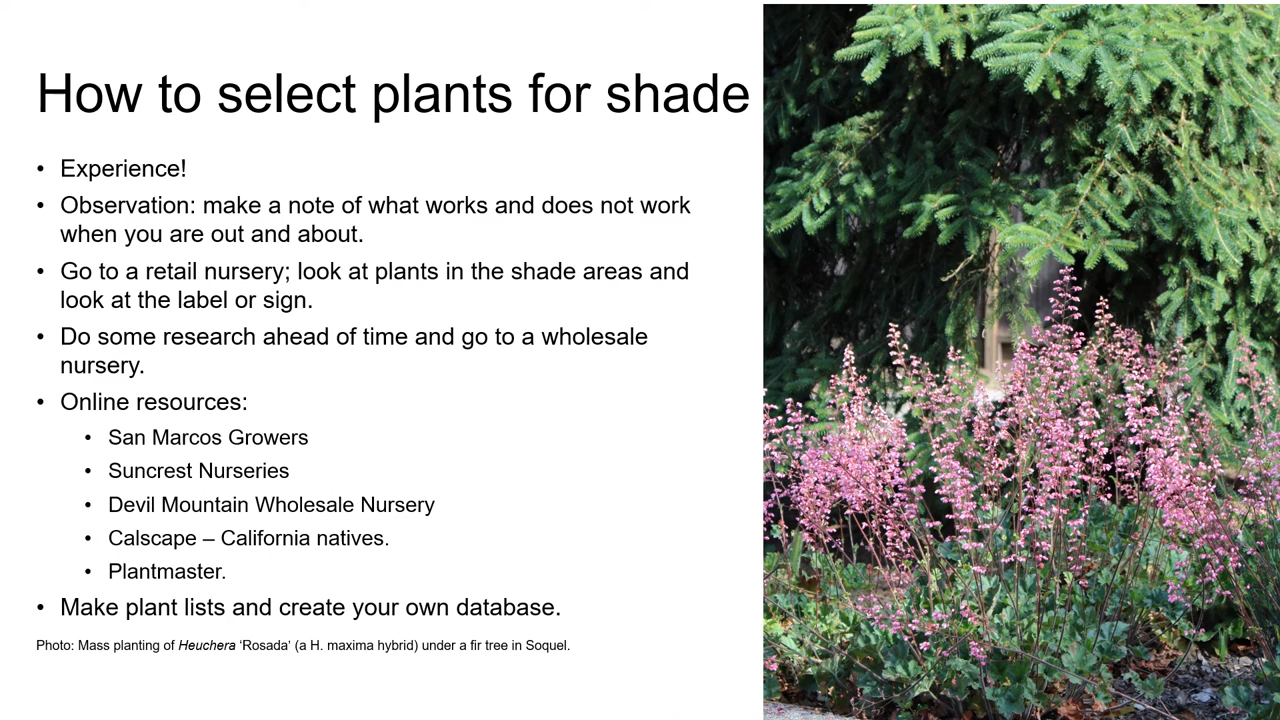 How to select plants for shade
• Experience!
• Observation: make a note of what works and does not work
when you are out and about.
• Go to a retail nursery; look at plants in the shade areas and
look at the label or sign.
• Do some research ahead of time and go to a wholesale
nursery.
• Online resources:
• San Marcos Growers
• Suncrest Nurseries
• Devil Mountain Wholesale Nursery
• Calscape – California natives.
• Plantmaster.
• Make plant lists and create your own database.
Photo: Mass planting of Heuchera ‘Rosada’ (a H. maxima hybrid) under a fir tree in Soquel.